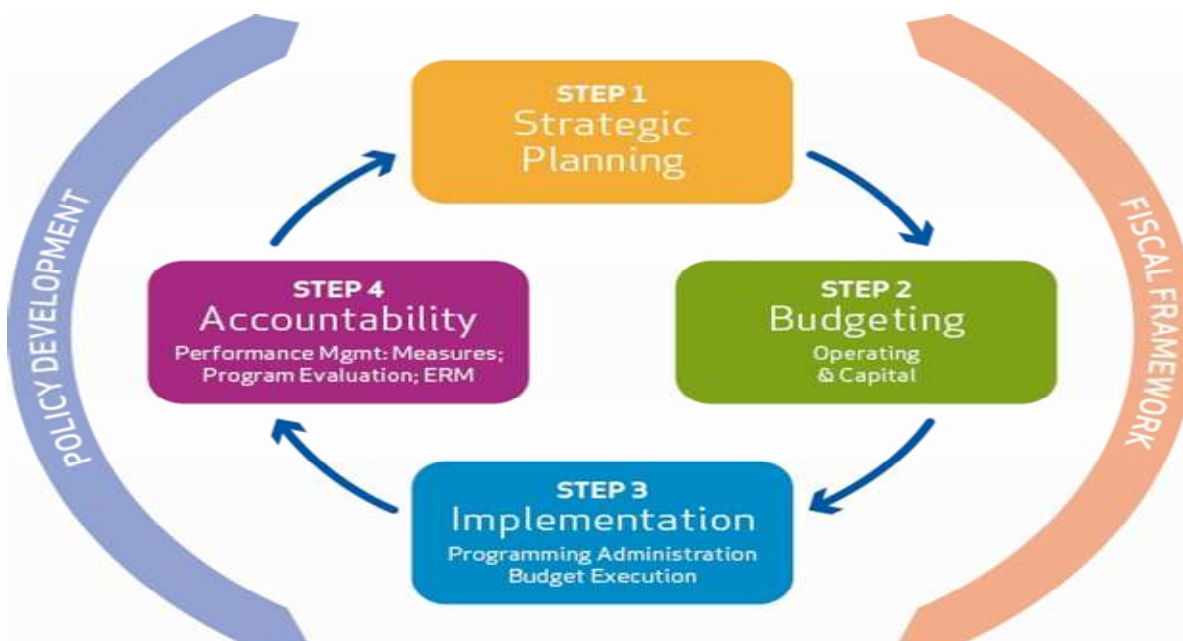 STEP 1
Strategic
Planning
STEP 2
Budgeting
Operating
& Capital
STEP 3
Implementation
Programming Administration
Budget Execution
STEP 4
Accountability
Performance Mgmt: Measures;
Program Evaluation; ERM
POLICY DEVELOPMENT
FISCAL FRAMEWORK